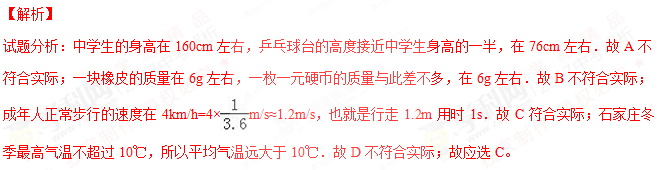 【解析】
试题分析：中学生的身高在 160cm 左右，乒乓球台的高度接近中学生身高的一半，在 76cm 左右．故 A 不
符合实际；一块橡皮的质量在 6g 左右，一枚一元硬币的质量与此差不多，在 6g 左右．故 B 不符合实际；
成年人正常步行的速度在 4km/h=4×1/3.6m/s≈1.2m/s，也就是行走 1.2m 用时 1s．故 C 符合实际；石家庄冬
季最高气温不超过 10℃，所以平均气温远大于 10℃．故 D 不符合实际；故应选 C。